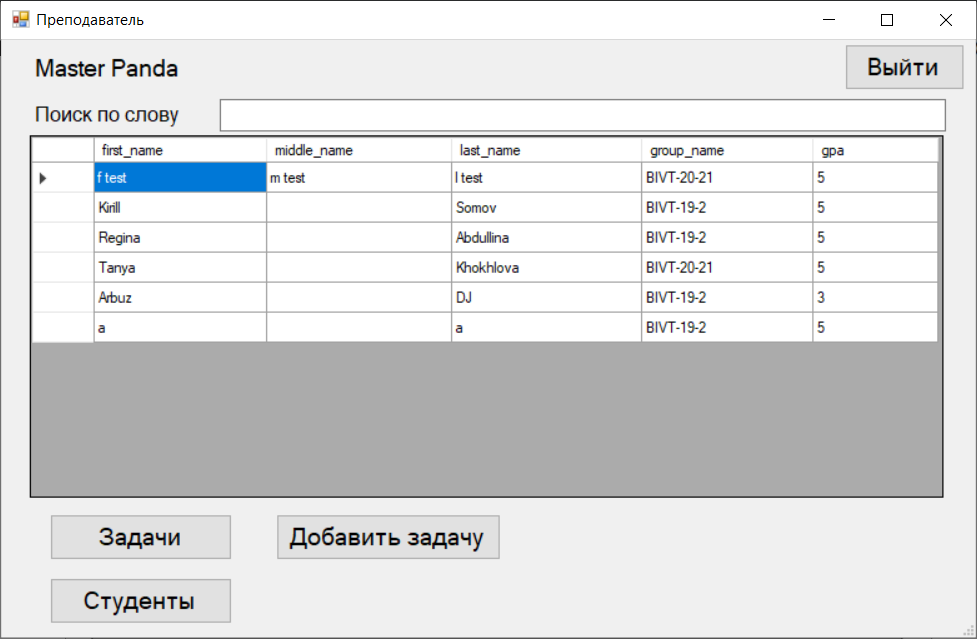 Преподаватель
Master Panda
Выйти
Поиск по слову
first_name middle_name last_name group_name gpa
f test m test l test BIVT-20-21 5
Kirill Somov BIVT-19-2 5
Regina Abdullina BIVT-19-2 5
Tanya Khokhlova BIVT-20-21 5
Arbuz DJ BIVT-19-2 3
a a BIVT-19-2 5
Задачи Добавить задачу
Студенты